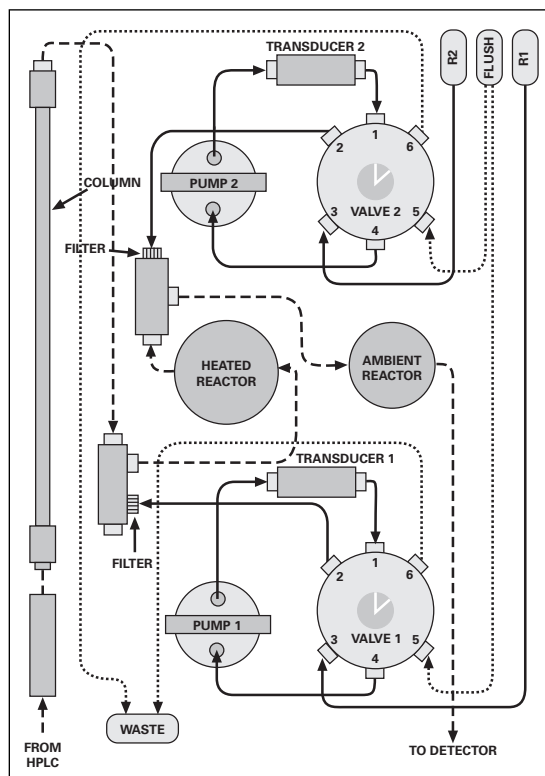 TRANSDUCER 2
R2
FLUSH
R1
1
2
6
PUMP 2
COLUMN
VALVE 2
3
5
4
FILTER
HEATED
REACTOR
AMBIENT
REACTOR
TRANSDUCER 1
1
2
6
FILTER
PUMP 1
VALVE 1
3
5
4
WASTE
FROM
HPLC
TO DETECTOR